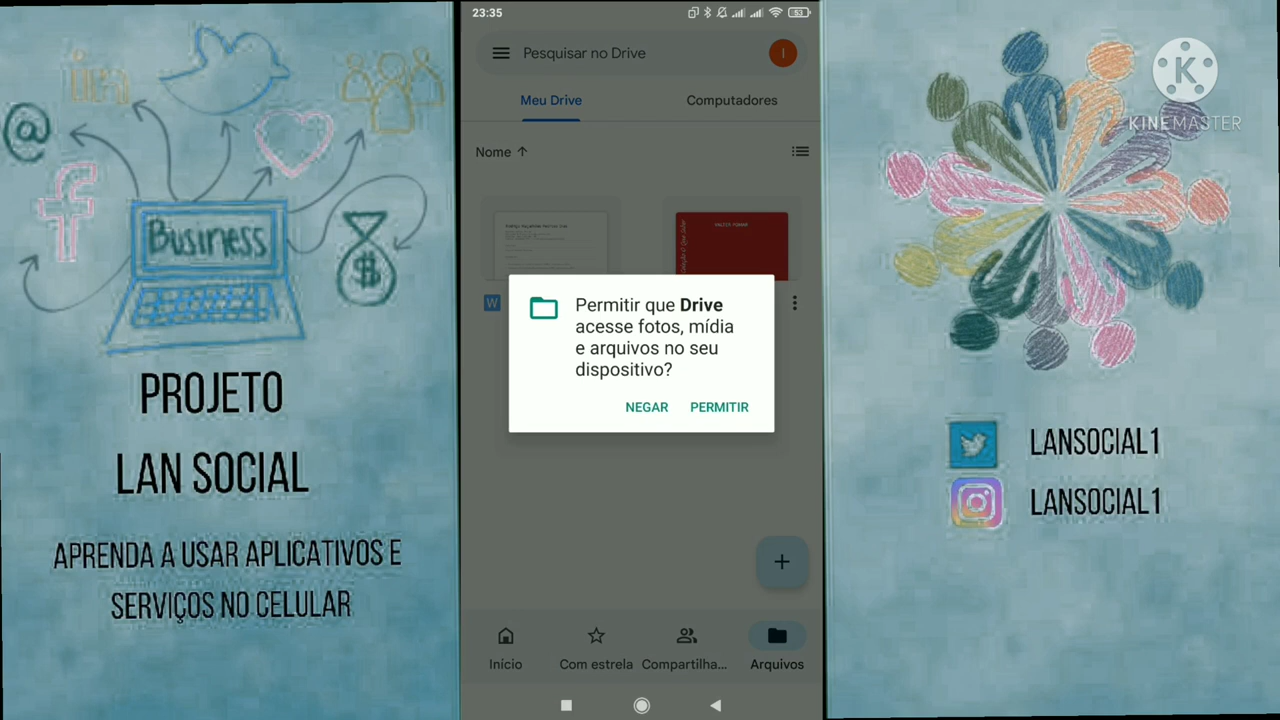 Business
@
$
PROJETO
LAN SOCIAL
APRENDA A USAR APLICATIVOS E
SERVIÇOS NO CELULAR
23:35
53
Pesquisar no Drive
I
Meu Drive
Computadores
Nome
W
Permitir que Drive
acesse fotos, mídia
e arquivos no seu
dispositivo?
NEGAR
PERMITIR
Início
Com estrela
Compartilha...
Arquivos
K
KINEMASTER
LANSOCIAL1
LANSOCIAL1